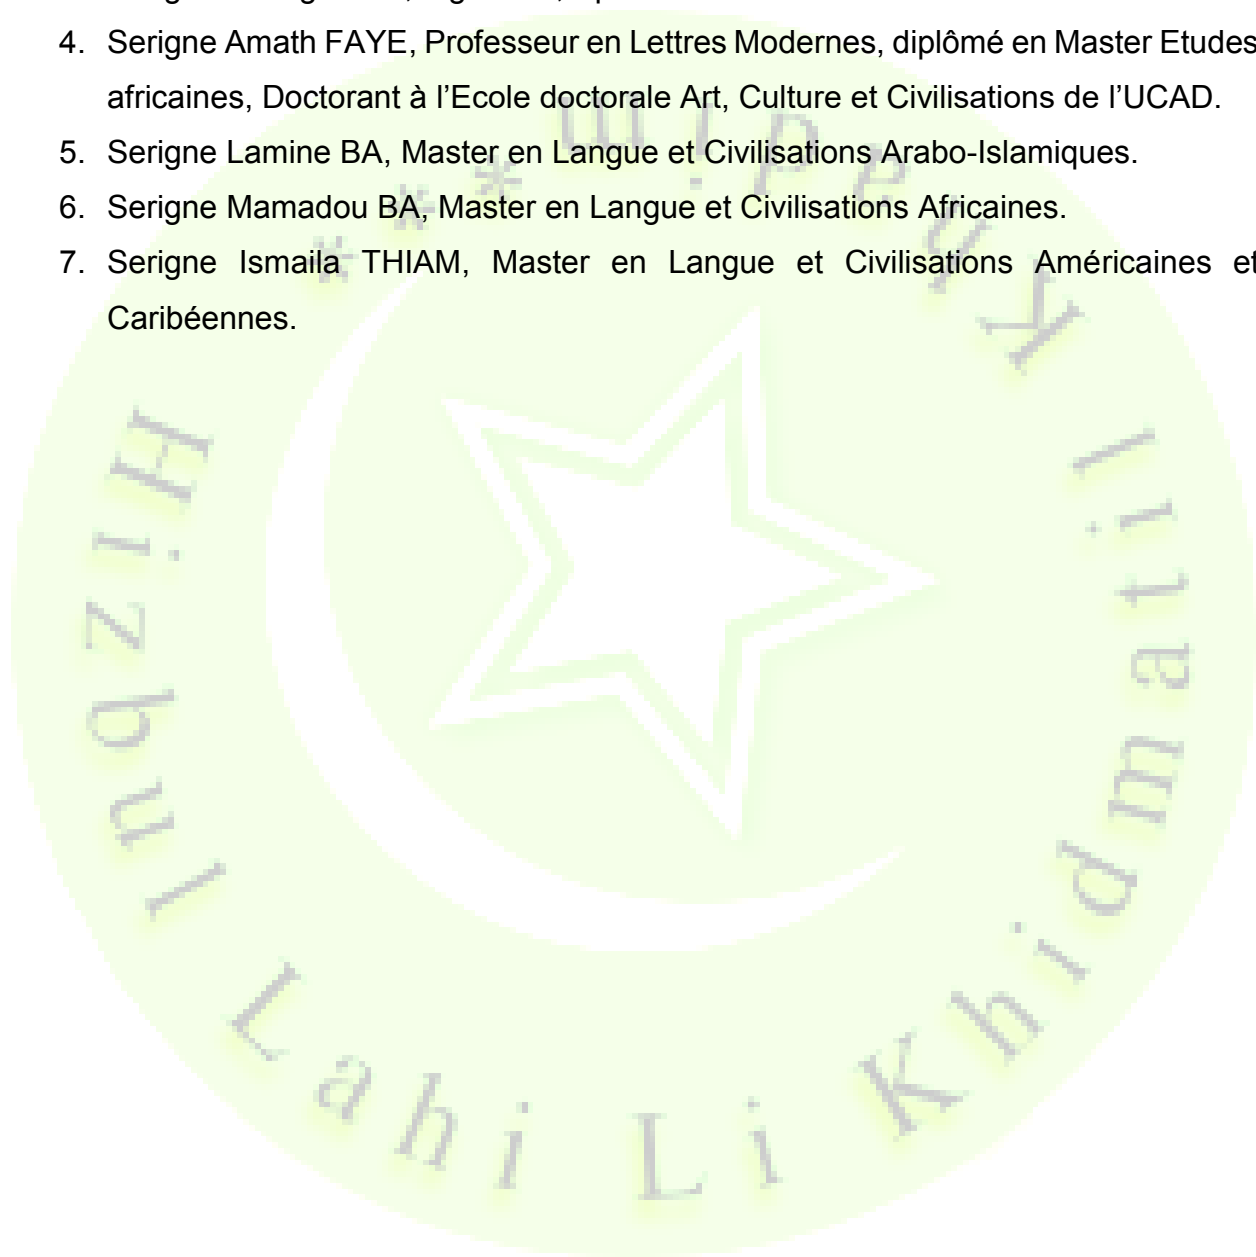 4. Serigne Amath FAYE, Professeur en Lettres Modernes, diplômé en Master Etudes
africaines, Doctorant à l’Ecole doctorale Art, Culture et Civilisations de l’UCAD.
5. Serigne Lamine BA, Master en Langue et Civilisations Arabo-Islamiques.
6. Serigne Mamadou BA, Master en Langue et Civilisations Africaines.
7. Serigne Ismaila THIAM, Master en Langue et Civilisations Américaines et
Caribéennes.
Hizbul Lahi Li Khidmatil Khadim ***